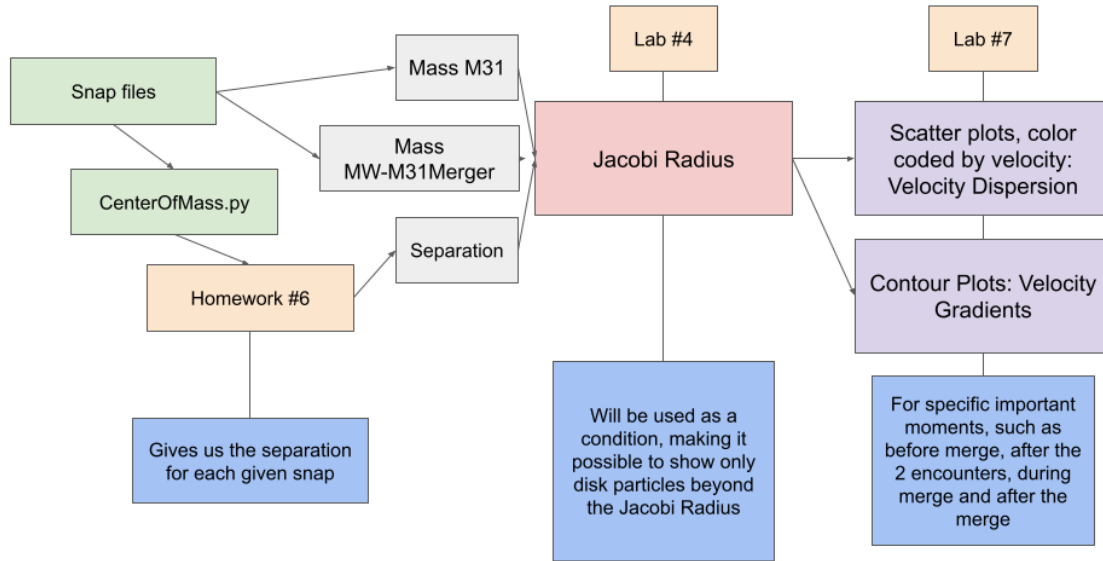 Snap files
CenterOfMass.py
Homework #6
Gives us the separation
for each given snap
Mass M31
Mass
MW-M31Merger
Separation
Lab #4
Jacobi Radius
Will be used as a
condition, making it
possible to show only
disk particles beyond
the Jacobi Radius
Lab #7
Scatter plots, color
coded by velocity:
Velocity Dispersion
Contour Plots: Velocity
Gradients
For specific important
moments, such as
before merge, after the
2 encounters, during
merge and after the
merge